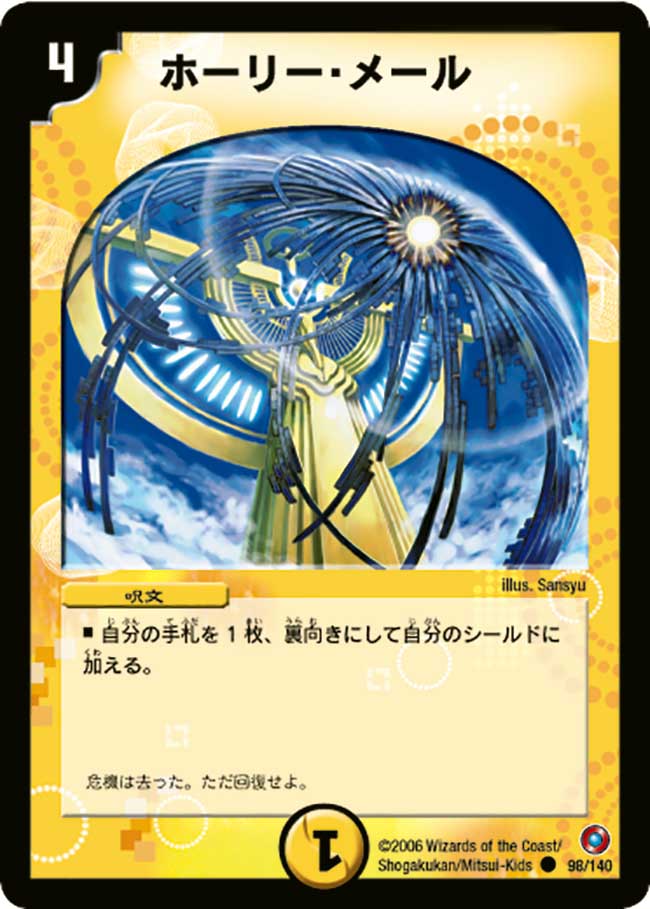 4
ホーリー・メール
illus. Sansyu
呪文
■ 自分の手札を 1 枚、裏向きにして自分のシールドに
加える。
危機は去った。ただ回復せよ。
1
©2006 Wizards of the Coast/
Shogakukan/Mitsui-Kids ● 98/140